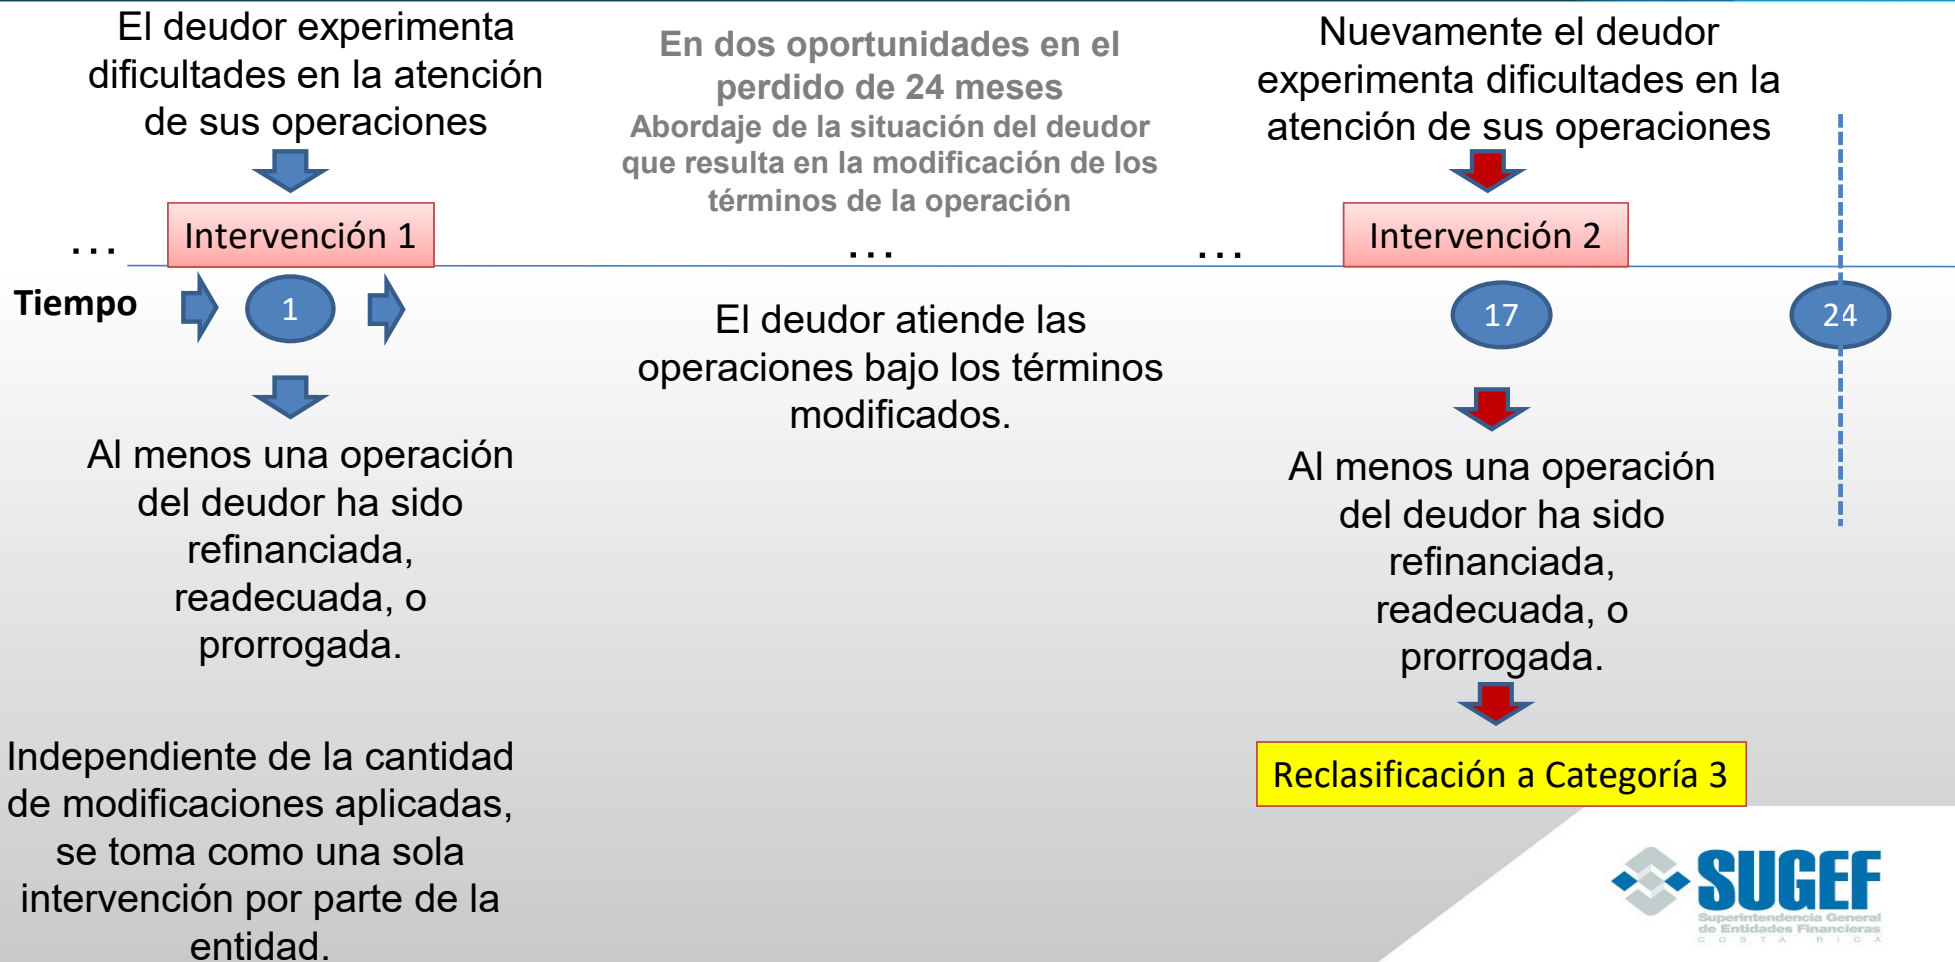 El deudor experimenta
dificultades en la atención
de sus operaciones
En dos oportunidades en el
perdido de 24 meses
Abordaje de la situación del deudor
que resulta en la modificación de los
términos de la operación
Nuevamente el deudor
experimenta dificultades en la
atención de sus operaciones
...
Intervención 1
...
...
Intervención 2
Tiempo
1
17
24
El deudor atiende las
operaciones bajo los términos
modificados.
Al menos una operación
del deudor ha sido
refinanciada,
readecuada, o
prorrogada.
Al menos una operación
del deudor ha sido
refinanciada,
readecuada, o
prorrogada.
Independiente de la cantidad
de modificaciones aplicadas,
se toma como una sola
intervención por parte de la
entidad.
Reclasificación a Categoría 3
SUGEF
Superintendencia General
de Entidades Financieras
COSTA RICA